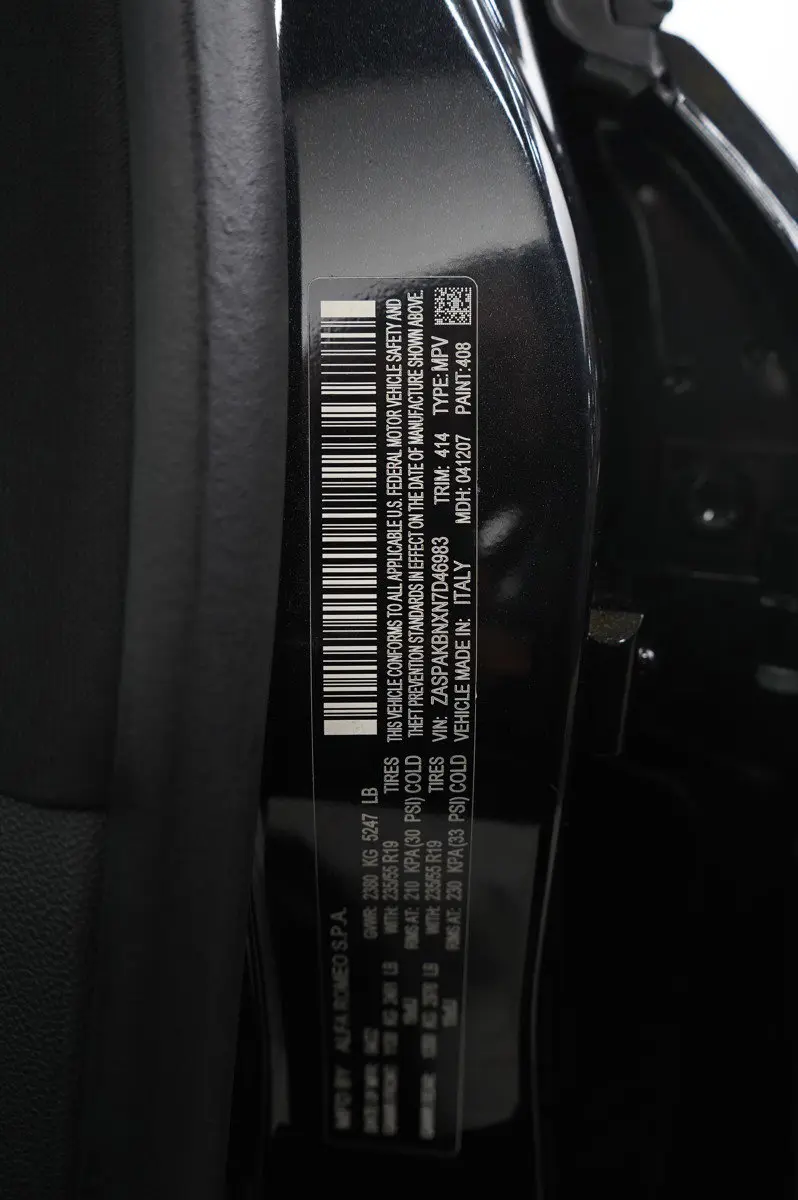 MFD BY ALFA ROMEO S.P.A.
GVWR: 2380 KG 5247 LB
WITH: 235/55 R19 TIRES
RIMS AT: 210 KPA (30 PSI) COLD
WITH: 235/55 R19 TIRES
RIMS AT: 230 KPA (33 PSI) COLD
THIS VEHICLE CONFORMS TO ALL APPLICABLE U.S. FEDERAL MOTOR VEHICLE SAFETY AND
THEFT PREVENTION STANDARDS IN EFFECT ON THE DATE OF MANUFACTURE SHOWN ABOVE.
VIN: ZASPAKBNXN7D46983 TRIM: 414 TYPE: MPV
VEHICLE MADE IN: ITALY MDH: 041207 PAINT: 408